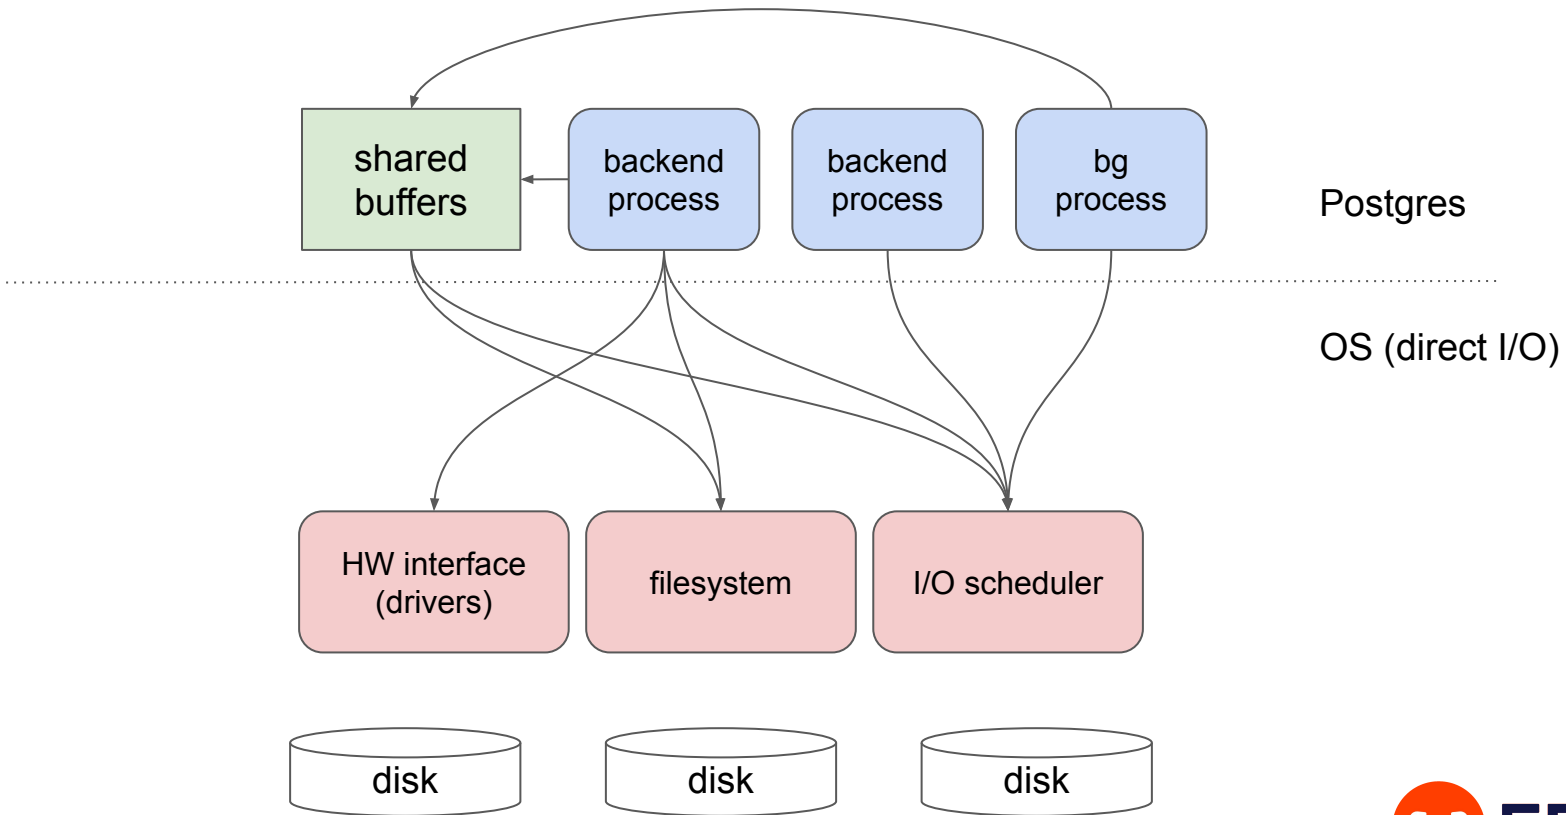 shared
buffers
backend
process
backend
process
bg
process
Postgres
OS (direct I/O)
HW interface
(drivers)
filesystem
I/O scheduler
disk
disk
disk